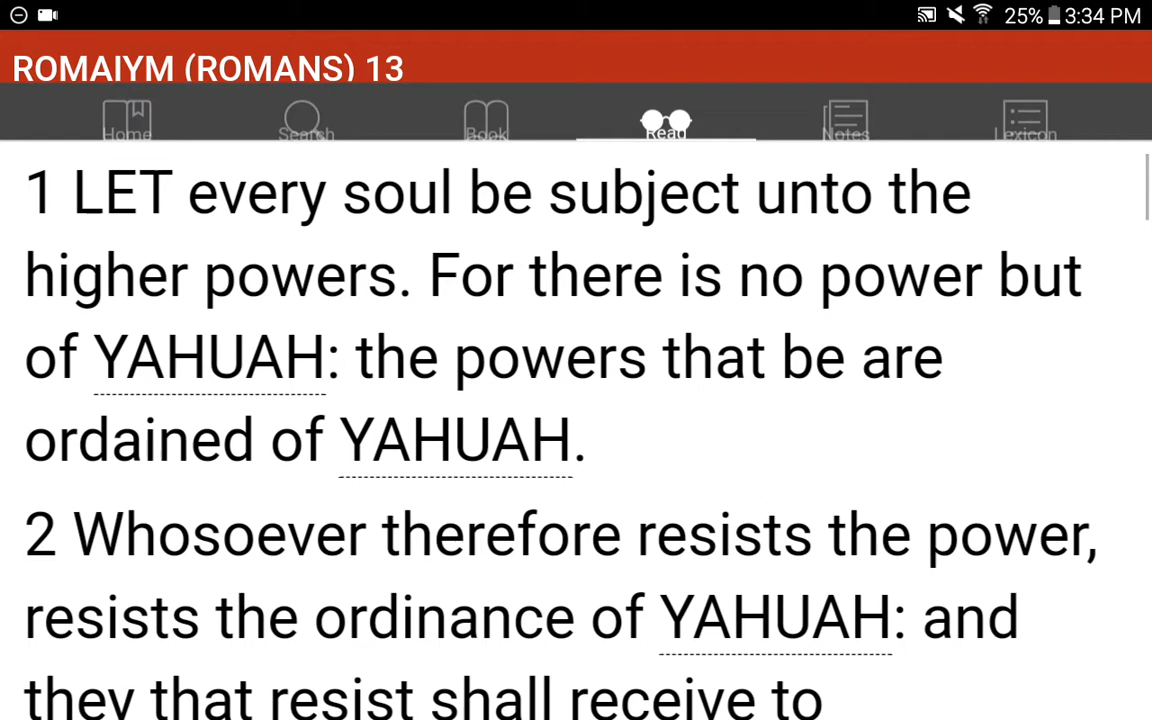 25% 3:34 PM
ROMAIYM (ROMANS) 13
Home Search Book Read Notes Lexicon
1 LET every soul be subject unto the
higher powers. For there is no power but
of YAHUAH: the powers that be are
ordained of YAHUAH.
2 Whosoever therefore resists the power,
resists the ordinance of YAHUAH: and
they that resist shall receive to